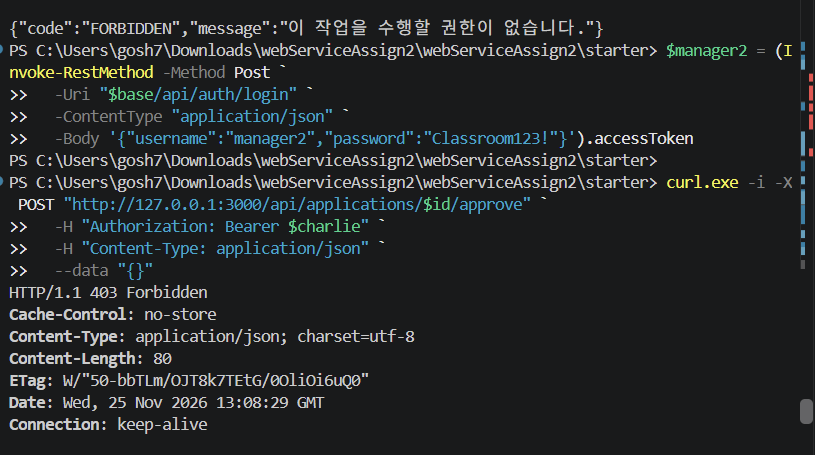 {"code":"FORBIDDEN","message":"이 작업을 수행할 권한이 없습니다."}
PS C:\Users\gosh7\Downloads\webServiceAssign2\webServiceAssign2\starter> $manager2 = (I
nvoke-RestMethod -Method Post `
>>   -Uri "$base/api/auth/login" `
>>   -ContentType "application/json" `
>>   -Body '{"username":"manager2","password":"Classroom123!"}').accessToken
PS C:\Users\gosh7\Downloads\webServiceAssign2\webServiceAssign2\starter>
PS C:\Users\gosh7\Downloads\webServiceAssign2\webServiceAssign2\starter> curl.exe -i -X
 POST "http://127.0.0.1:3000/api/applications/$id/approve" `
>>   -H "Authorization: Bearer $charlie" `
>>   -H "Content-Type: application/json" `
>>   --data "{}"
HTTP/1.1 403 Forbidden
Cache-Control: no-store
Content-Type: application/json; charset=utf-8
Content-Length: 80
ETag: W/"50-bbTLm/OJT8k7TEtG/0OliOi6uQ0"
Date: Wed, 25 Nov 2026 13:08:29 GMT
Connection: keep-alive